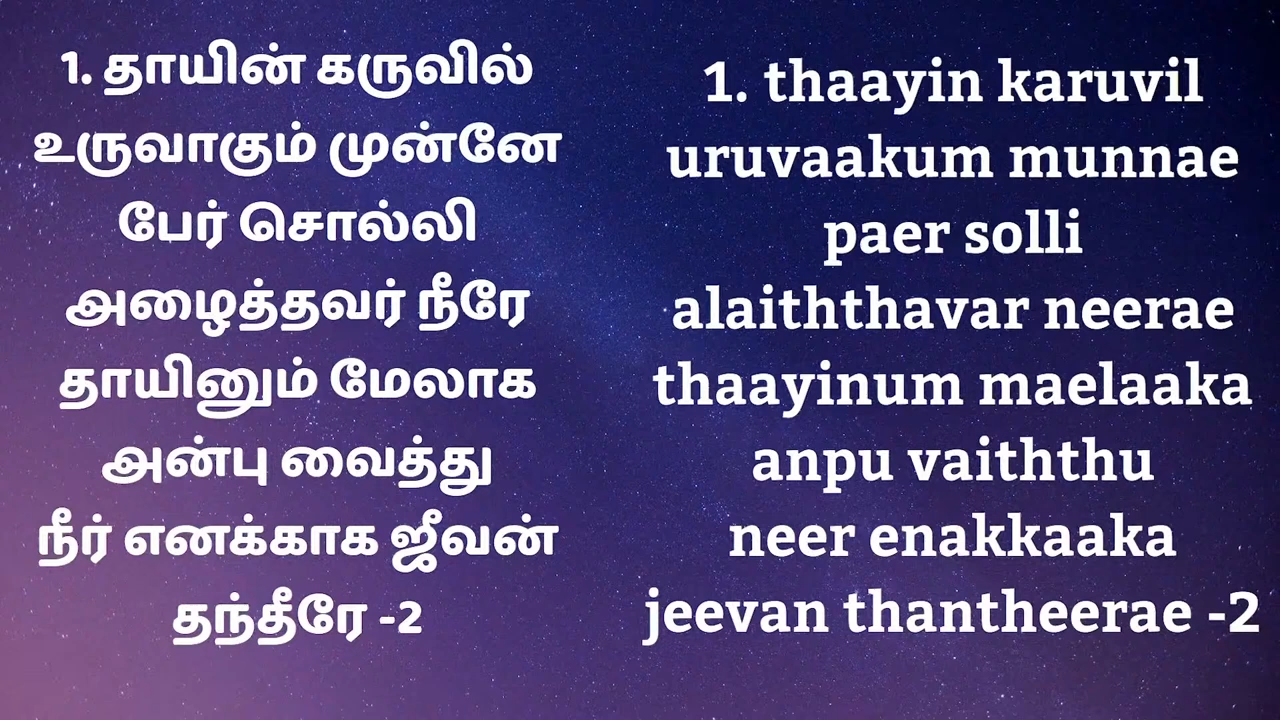 1. தாயின் கருவில்
உருவாகும் முன்னே
பேர் சொல்லி
அழைத்தவர் நீரே
தாயினும் மேலாக
அன்பு வைத்து
நீர் எனக்காக ஜீவன்
தந்தீரே -2
1. thaayin karuvil
uruvaakum munnae
paer solli
alaiththavar neerae
thaayinum maelaaka
anpu vaiththu
neer enakkaaka
jeevan thantheerae -2